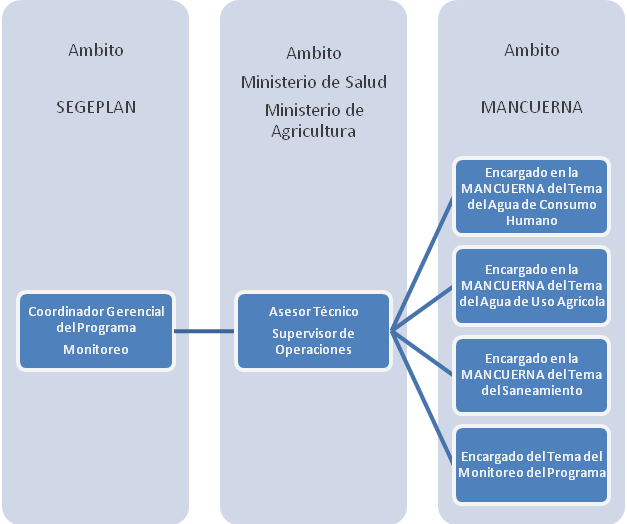 Ambito
SEGEPLAN
Ambito
Ministerio de Salud
Ministerio de
Agricultura
Ambito
MANCUERNA
Coordinador Gerencial
del Programa
Monitoreo
Asesor Técnico
Supervisor de
Operaciones
Encargado en la
MANCUERNA del Tema
del Agua de Consumo
Humano
Encargado en la
MANCUERNA del Tema
del Agua de Uso Agricola
Encargado en la
MANCUERNA del Tema
del Saneamiento
Encargado del Tema del
Monitoreo del Programa